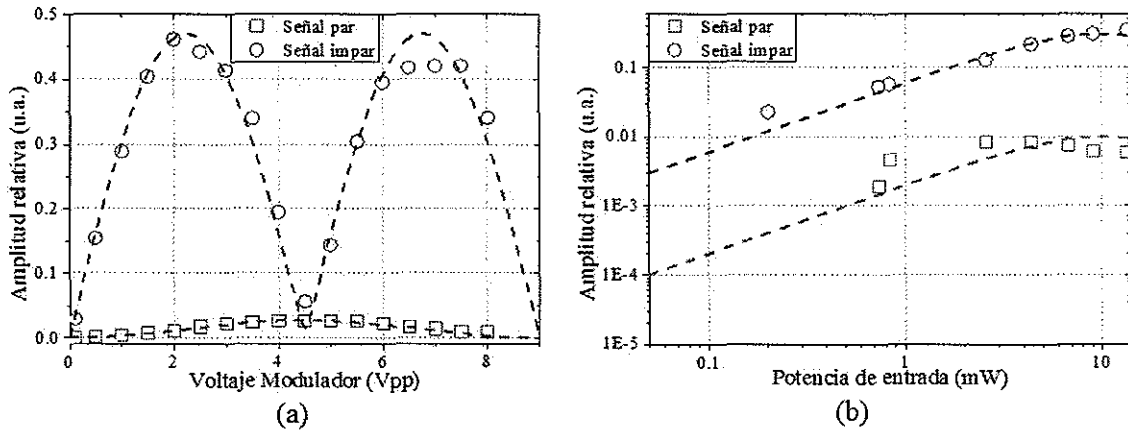 0.5
0.4
0.3
0.2
0.1
0.0
Amplitud relativa (u.a.)
Señal par
Señal impar
0 2 4 6 8
Voltaje Modulador (Vpp)
(a)
0.1
0.01
1E-3
1E-4
1E-5
Amplitud relativa (u.a.)
Señal par
Señal impar
0.1 1 10
Potencia de entrada (mW)
(b)